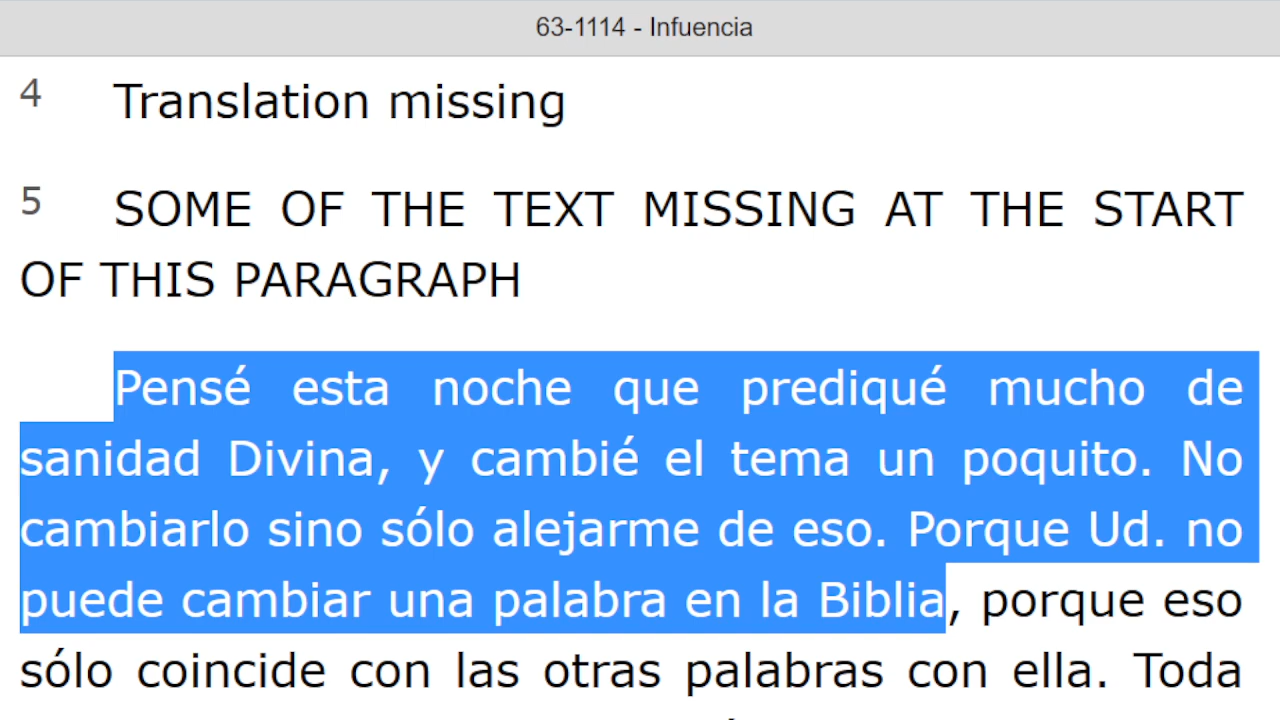 63-1114 - Infuencia
4 Translation missing
5 SOME OF THE TEXT MISSING AT THE START
OF THIS PARAGRAPH
Pensé esta noche que prediqué mucho de
sanidad Divina, y cambié el tema un poquito. No
cambiarlo sino sólo alejarme de eso. Porque Ud. no
puede cambiar una palabra en la Biblia, porque eso
sólo coincide con las otras palabras con ella. Toda